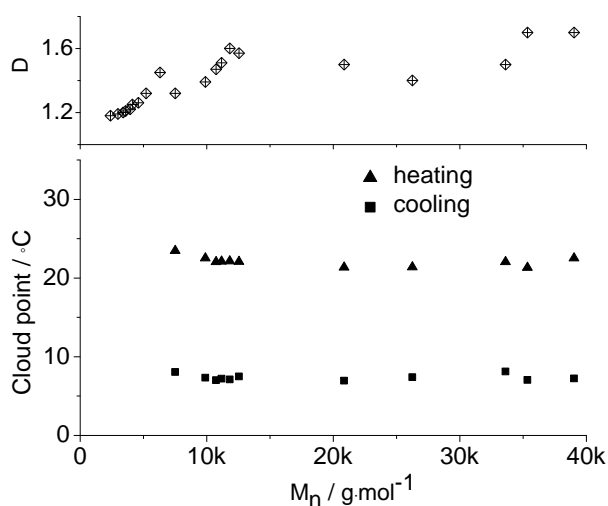 1.6
D
1.2
heating
cooling
30
20
10
0
Cloud point / °C
0 10k 20k 30k 40k
Mn / g·mol-1